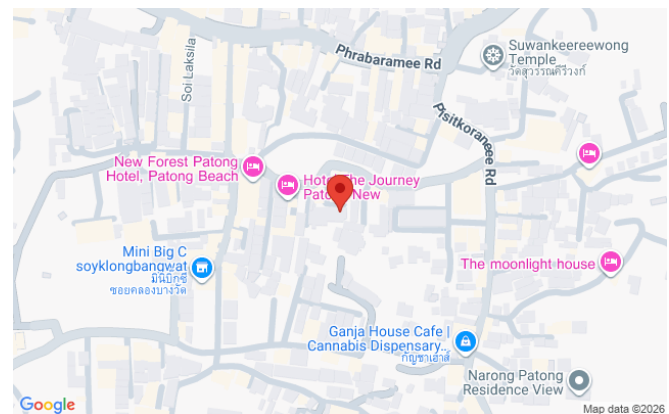 Phrabaramee Rd
Suwankeereewong
Temple
วัดสุวรรณคีรีวงก์
Soi Laksila
Pisitkoraneee Rd
New Forest Patong
Hotel, Patong Beach
Hotel The Journey
Patong New
Mini Big C
soyklongbangwat
มินิบิ๊กซี
ซอยคลองบางวัด
The moonlight house
Ganja House Cafe |
Cannabis Dispensary...
กัญชาเฮ้าส์
Narong Patong
Residence View
Google
Map data ©2026